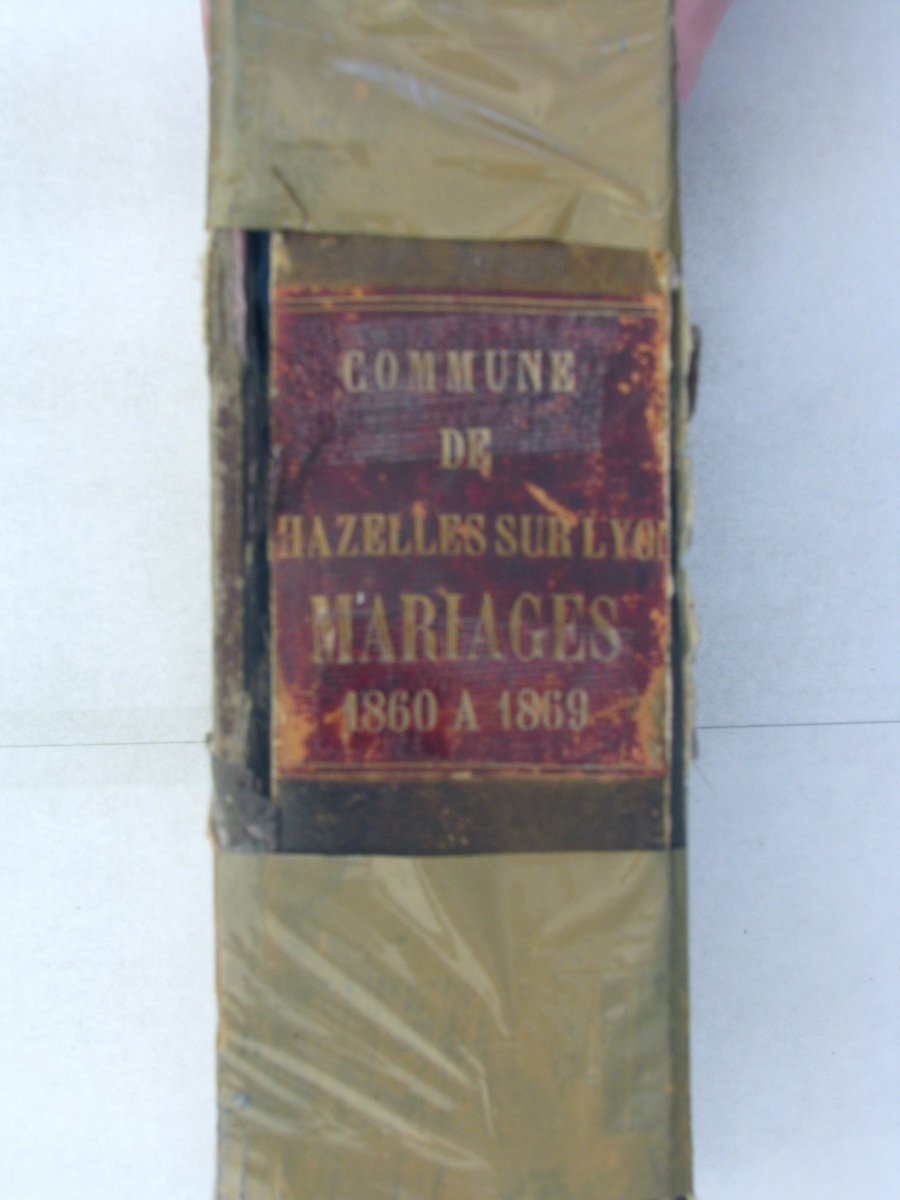 COMMUNE
DE
HAZELLES SUR LYO
MARIAGES
1860 A 1869